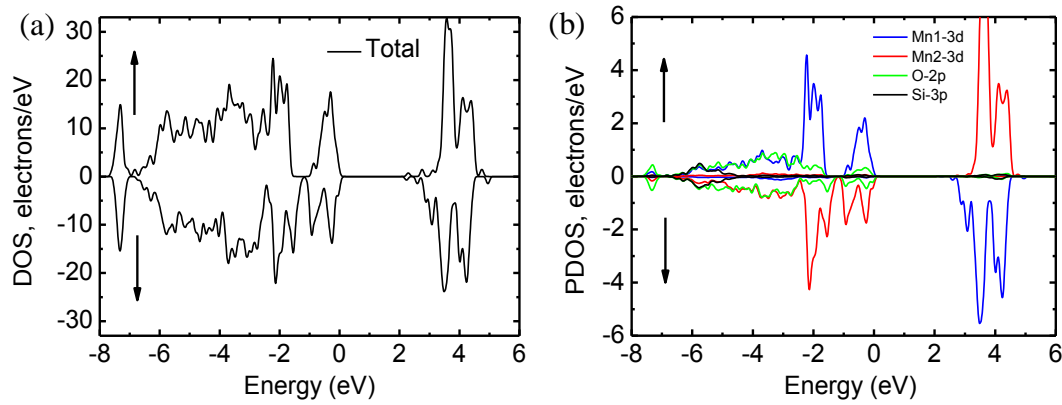 (a)
Total
DOS, electrons/eV
30
20
10
0
-10
-20
-30
-8 -6 -4 -2 0 2 4 6
Energy (eV)
(b)
Mn1-3d
Mn2-3d
O-2p
Si-3p
PDOS, electrons/eV
6
4
2
0
-2
-4
-6
-8 -6 -4 -2 0 2 4 6
Energy (eV)